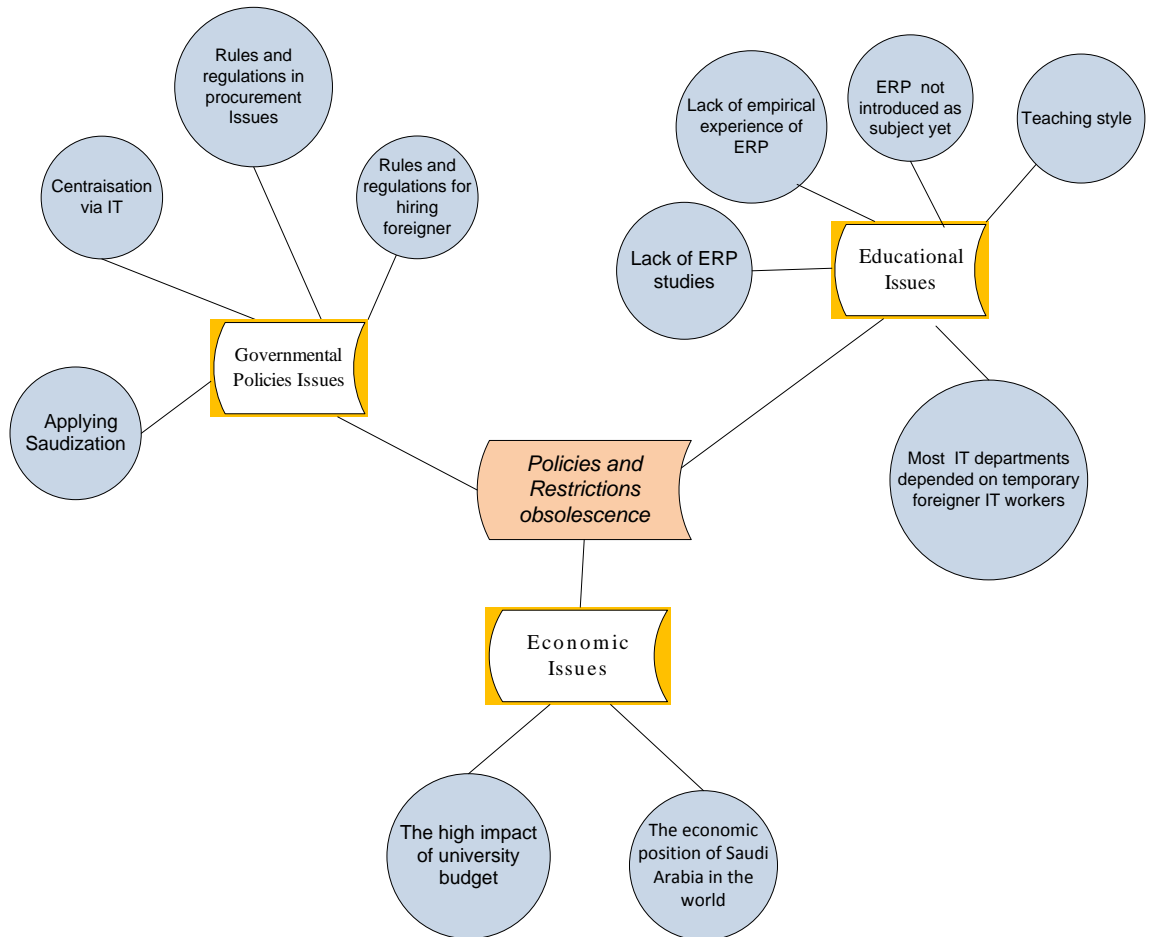 Rules and
regulations in
procurement
Issues
Centraisation
via IT
Rules and
regulations for
hiring
foreigner
Applying
Saudization
Governmental
Policies Issues
Lack of empirical
experience of
ERP
ERP not
introduced as
subject yet
Teaching style
Lack of ERP
studies
Educational
Issues
Most IT departments
depended on temporary
foreigner IT workers
Policies and
Restrictions
obsolescence
Economic
Issues
The high impact
of university
budget
The economic
position of Saudi
Arabia in the
world